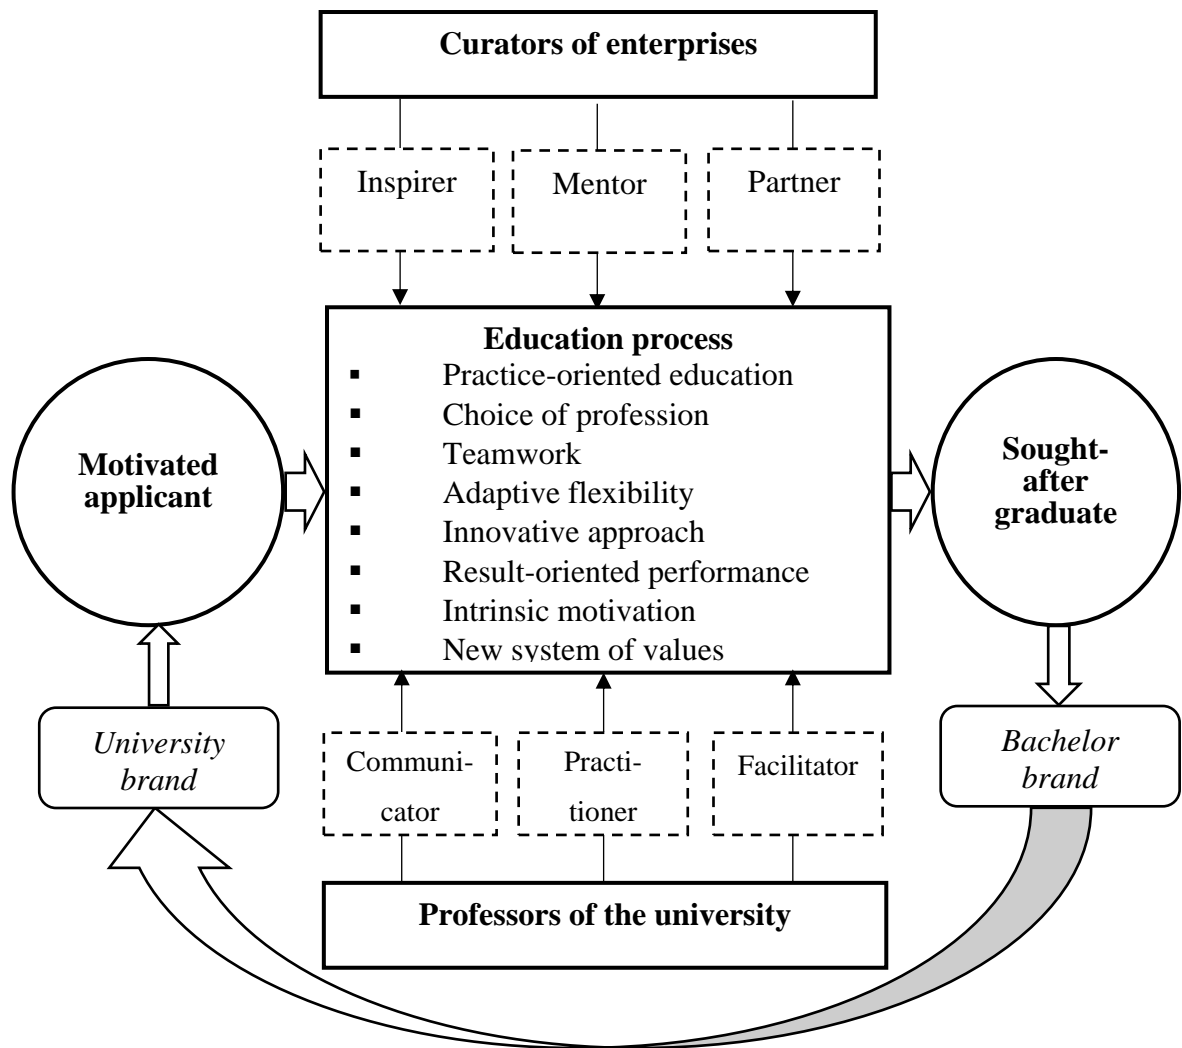 Curators of enterprises
Inspirer
Mentor
Partner
Education process
▪ Practice-oriented education
▪ Choice of profession
▪ Teamwork
▪ Adaptive flexibility
▪ Innovative approach
▪ Result-oriented performance
▪ Intrinsic motivation
▪ New system of values
Motivated
applicant
Sought-
after
graduate
University
brand
Communi-
cator
Practi-
tioner
Facilitator
Bachelor
brand
Professors of the university